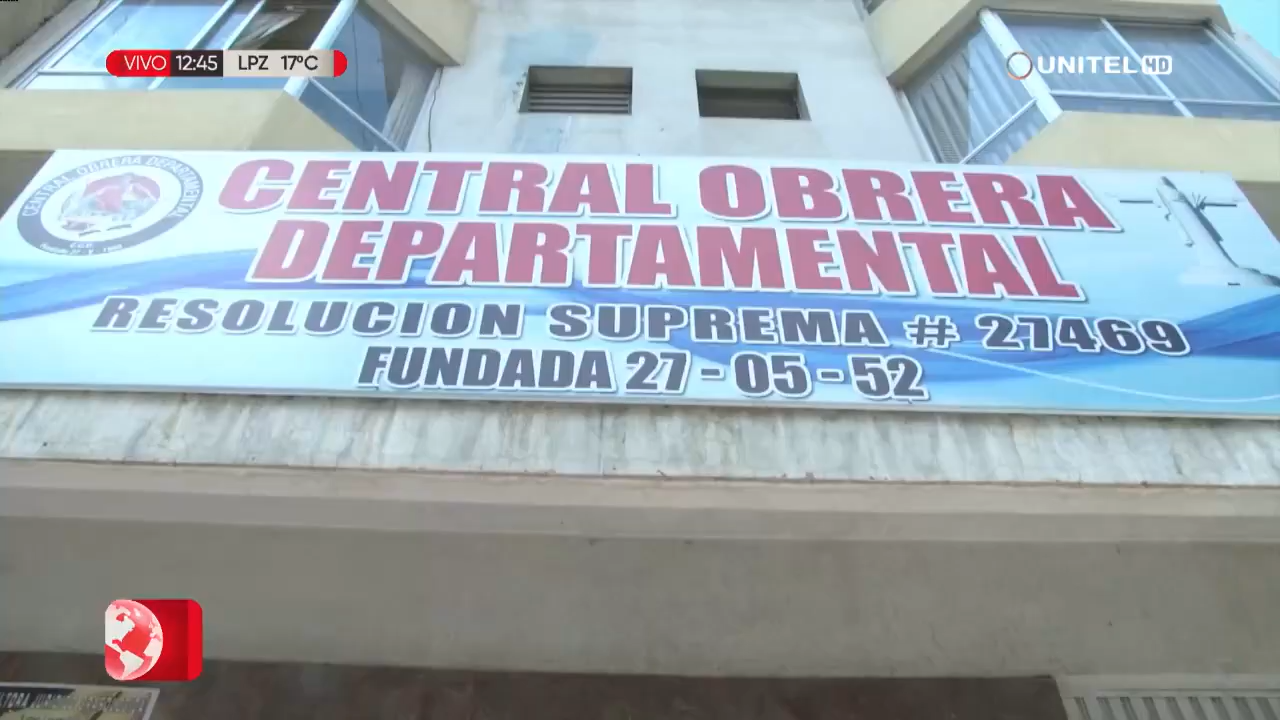 VIVO 12:45 LPZ 17°C
UNITEL HD
CENTRAL OBRERA DEPARTAMENTAL
CENTRAL OBRERA
DEPARTAMENTAL
RESOLUCION SUPREMA # 27469
FUNDADA 27 - 05 - 52